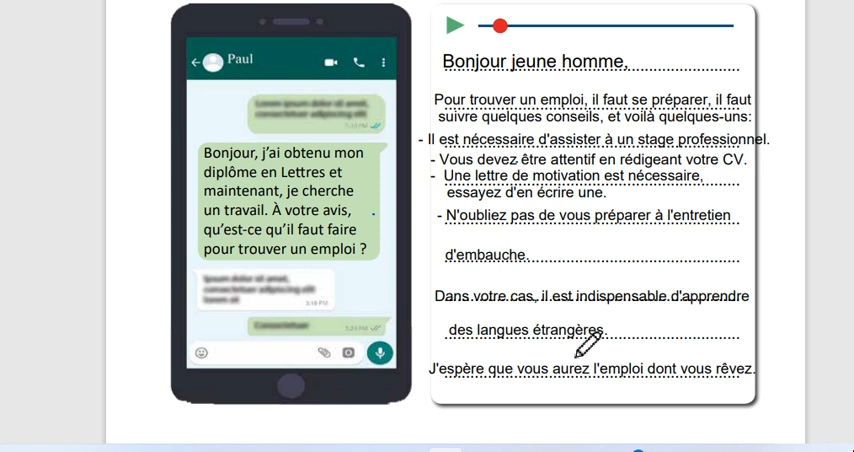 Paul
Bonjour, j'ai obtenu mon
diplôme en Lettres et
maintenant, je cherche
un travail. À votre avis,
qu'est-ce qu'il faut faire
pour trouver un emploi ?
Bonjour jeune homme,
Pour trouver un emploi, il faut se préparer, il faut
suivre quelques conseils, et voilà quelques-uns:
- Il est nécessaire d'assister à un stage professionnel.
- Vous devez être attentif en rédigeant votre CV.
- Une lettre de motivation est nécessaire,
essayez d'en écrire une.
- N'oubliez pas de vous préparer à l'entretien
d'embauche.
Dans votre cas, il est indispensable d'apprendre
des langues étrangères.
J'espère que vous aurez l'emploi dont vous rêvez.